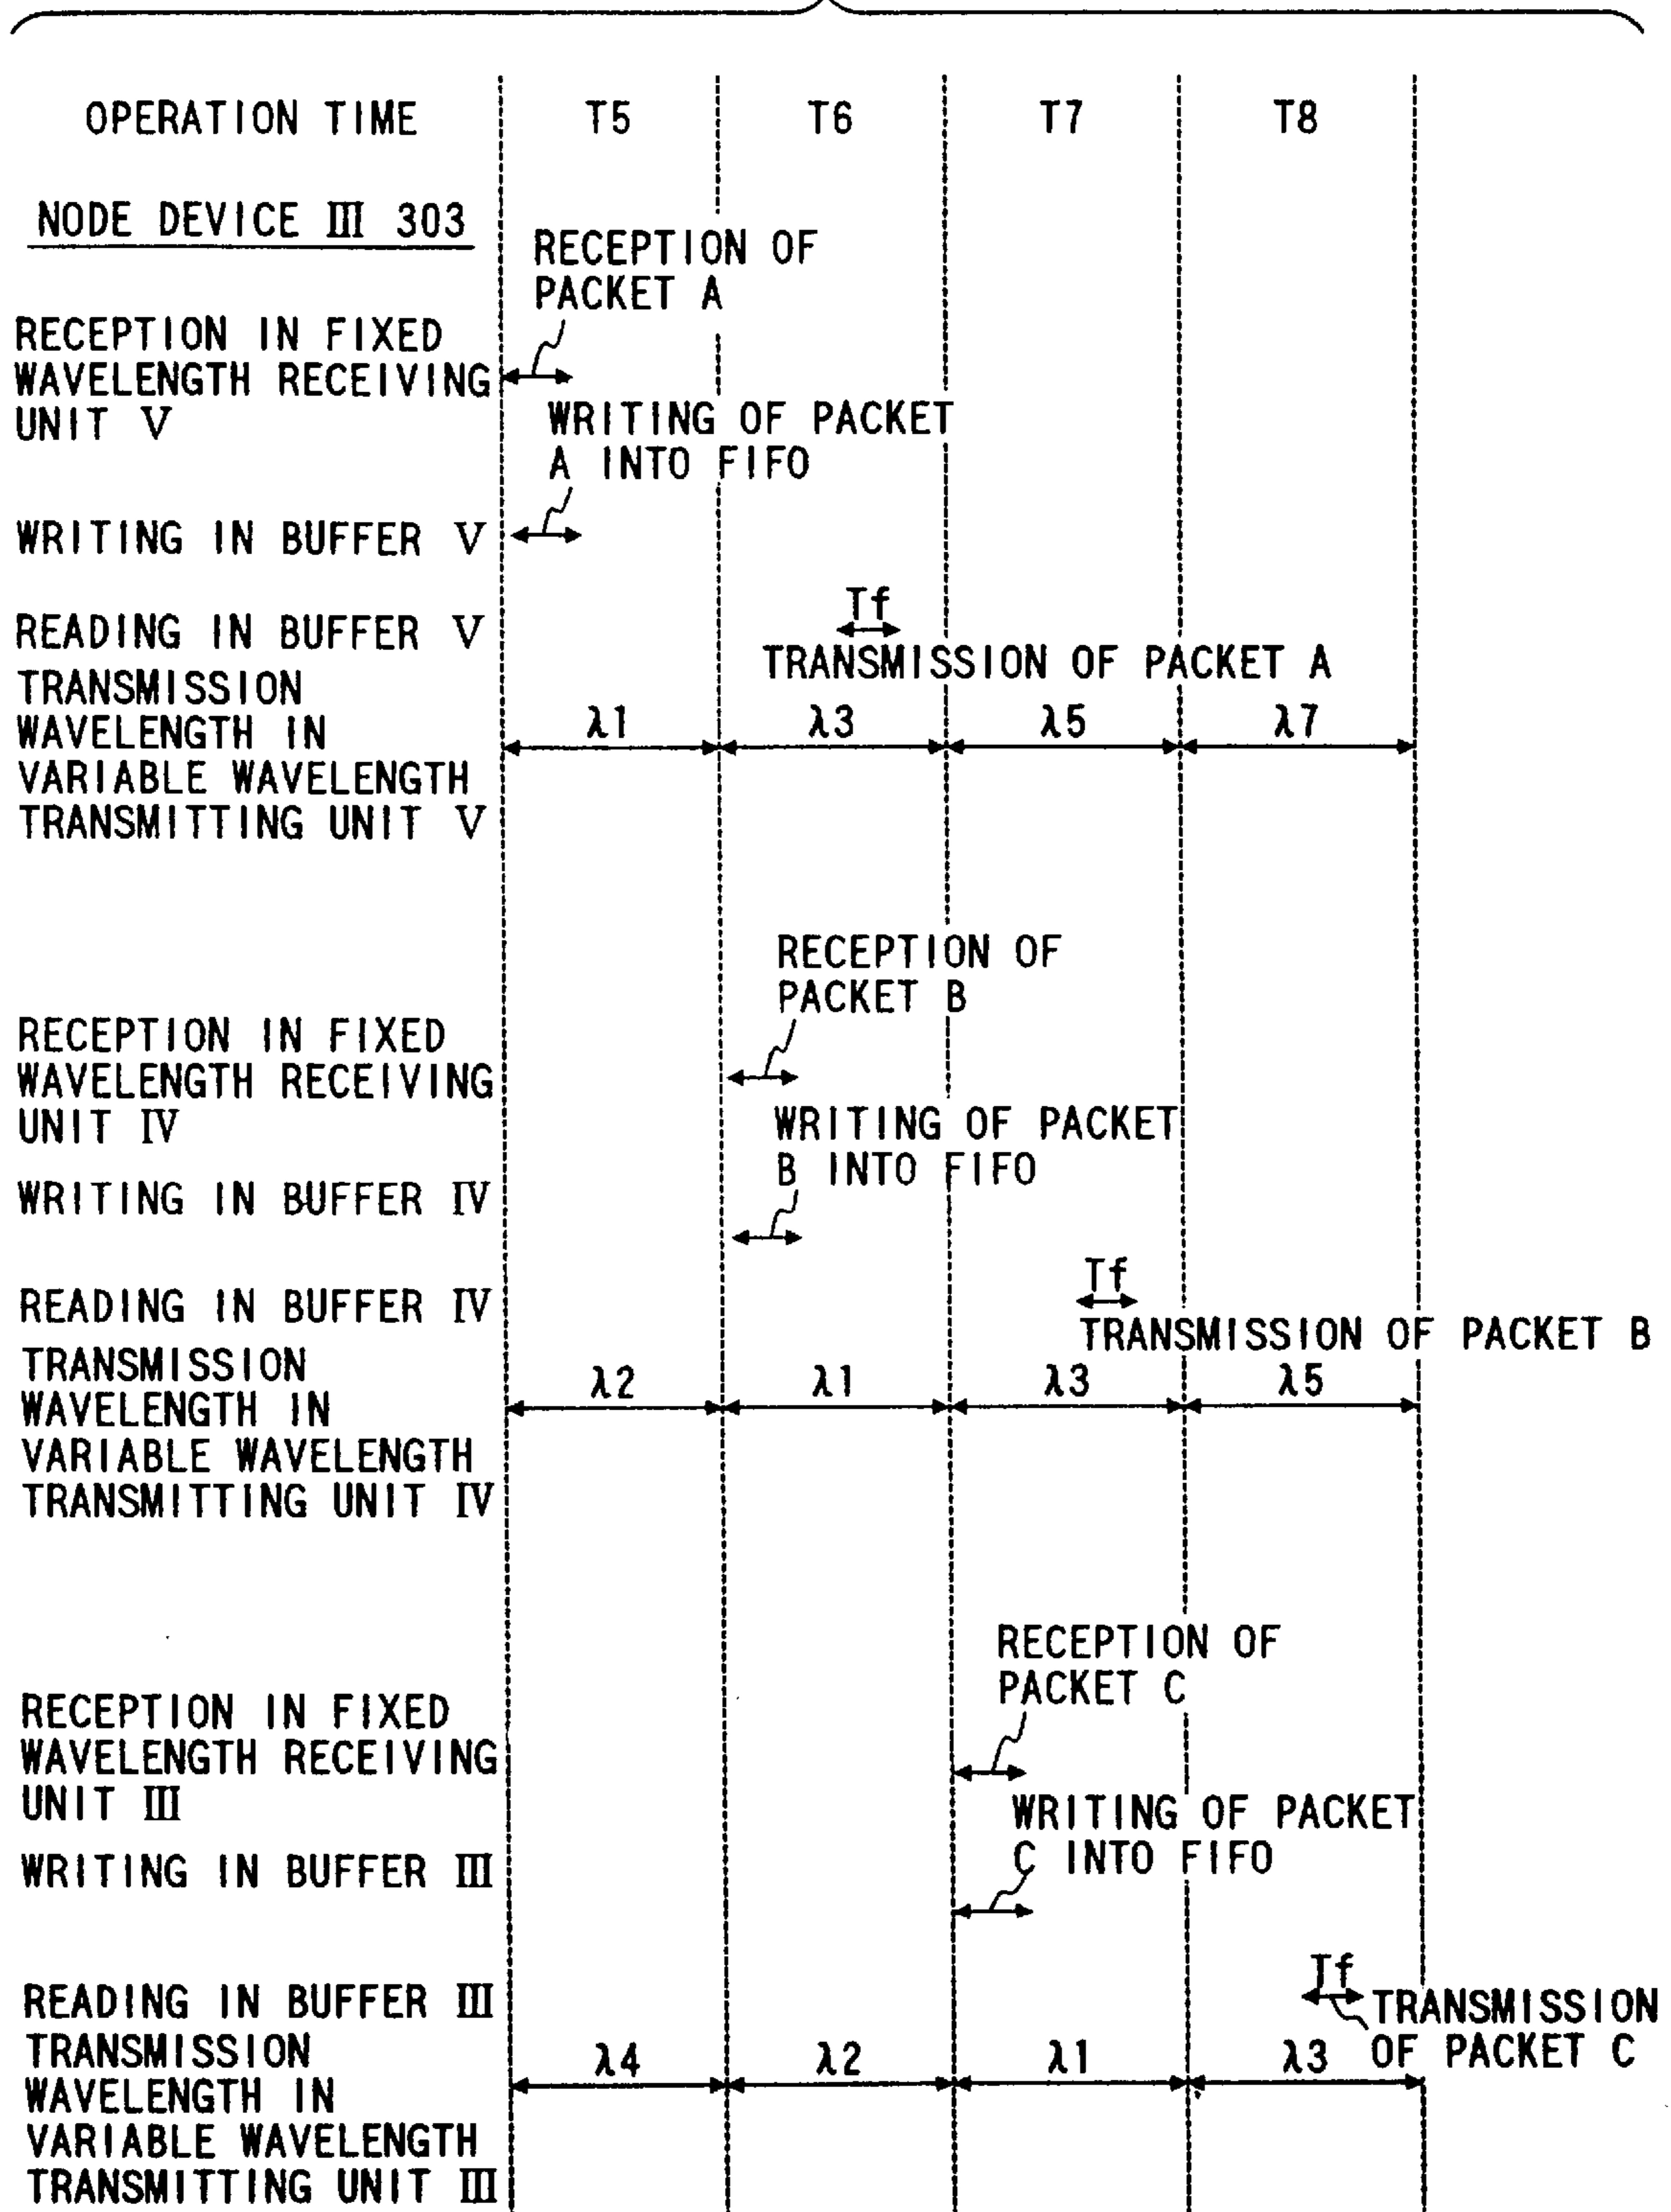 OPERATION TIME T5 T6 T7 T8
NODE DEVICE III 303
RECEPTION OF
PACKET A
RECEPTION IN FIXED
WAVELENGTH RECEIVING
UNIT V
WRITING OF PACKET
A INTO FIFO
WRITING IN BUFFER V
Tf
READING IN BUFFER V
TRANSMISSION OF PACKET A
TRANSMISSION
WAVELENGTH IN
VARIABLE WAVELENGTH
TRANSMITTING UNIT V
λ1 λ3 λ5 λ7
RECEPTION OF
PACKET B
RECEPTION IN FIXED
WAVELENGTH RECEIVING
UNIT IV
WRITING OF PACKET
B INTO FIFO
WRITING IN BUFFER IV
Tf
READING IN BUFFER IV
TRANSMISSION OF PACKET B
TRANSMISSION
WAVELENGTH IN
VARIABLE WAVELENGTH
TRANSMITTING UNIT IV
λ2 λ1 λ3 λ5
RECEPTION OF
PACKET C
RECEPTION IN FIXED
WAVELENGTH RECEIVING
UNIT III
WRITING OF PACKET
C INTO FIFO
WRITING IN BUFFER III
Tf
READING IN BUFFER III
TRANSMISSION
OF PACKET C
TRANSMISSION
WAVELENGTH IN
VARIABLE WAVELENGTH
TRANSMITTING UNIT III
λ4 λ2 λ1 λ3